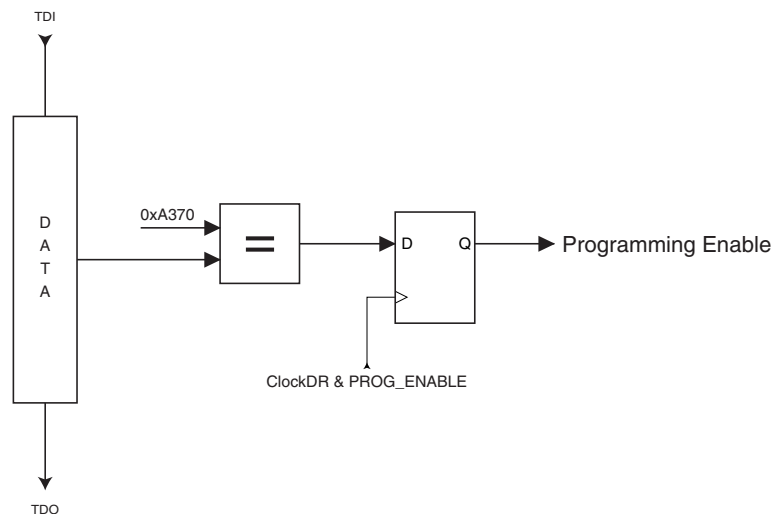 TDI
D
A
T
A
0xA370
=
D
Q
Programming Enable
ClockDR & PROG_ENABLE
TDO